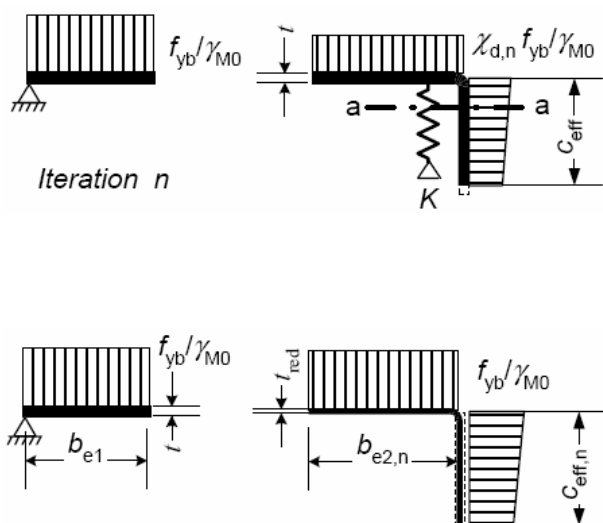 f_yb/γ_M0
t
χ_d,n f_yb/γ_M0
a
a
c_eff
Iteration n
K
f_yb/γ_M0
t_red
f_yb/γ_M0
b_e1
t
b_e2,n
c_eff,n